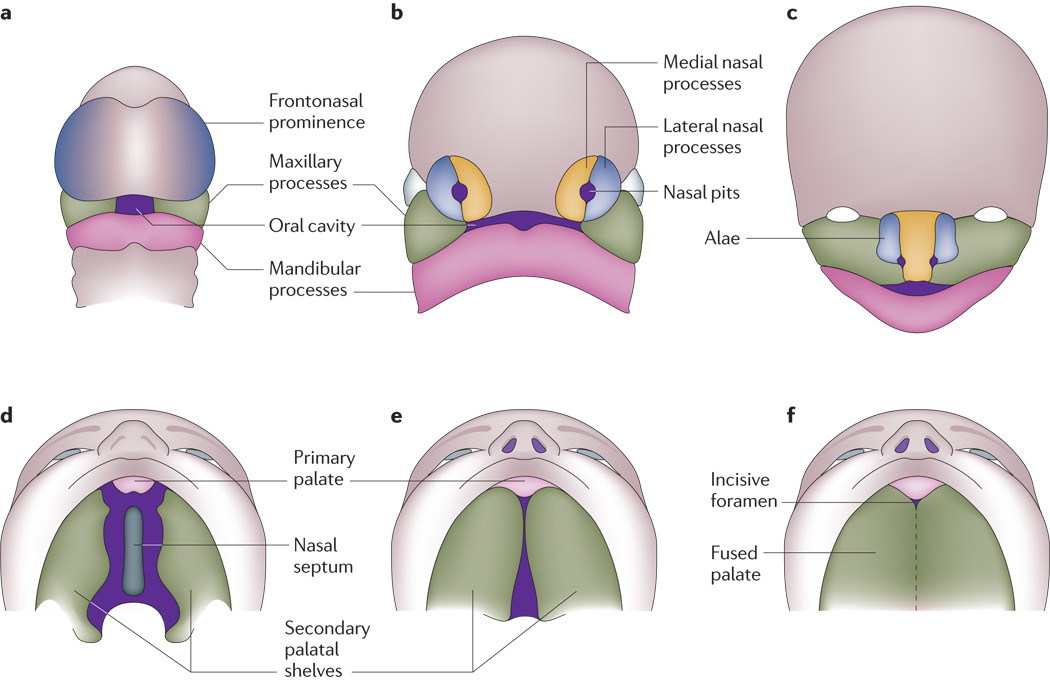 a
b
c
Frontonasal
prominence
Maxillary
processes
Oral cavity
Mandibular
processes
Medial nasal
processes
Lateral nasal
processes
Nasal pits
Alae
d
e
f
Primary
palate
Nasal
septum
Secondary
palatal
shelves
Incisive
foramen
Fused
palate